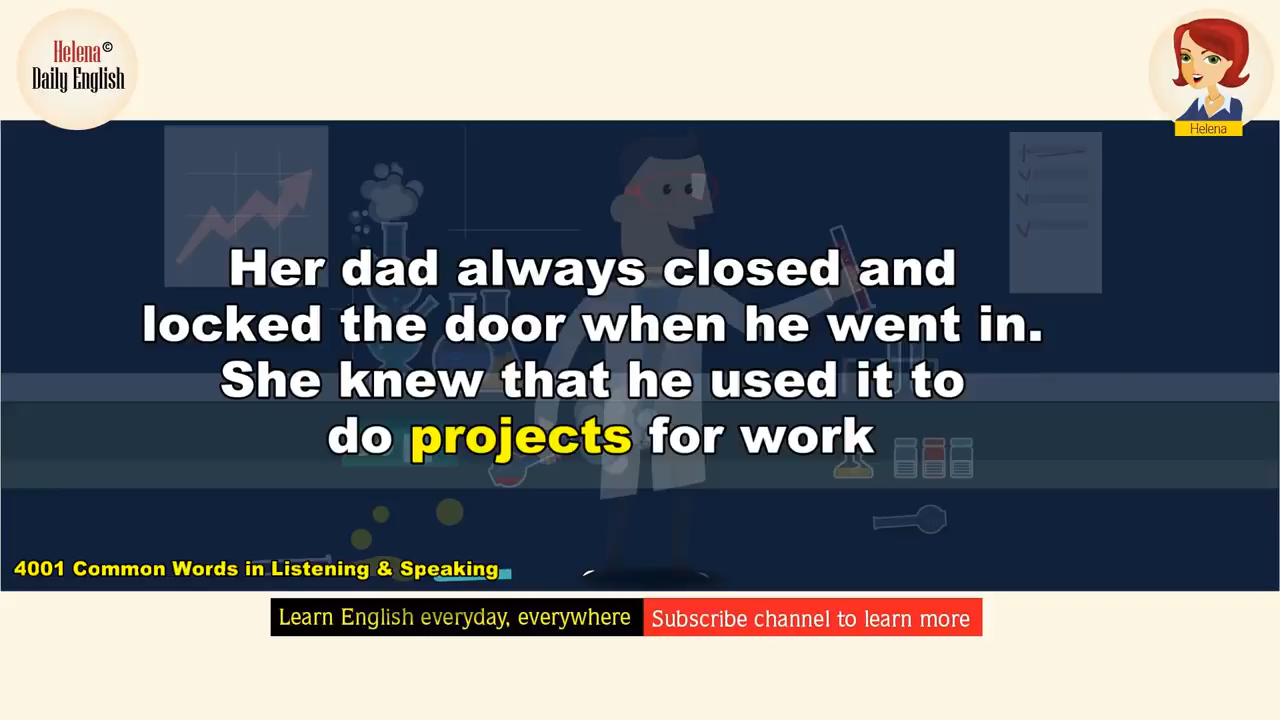 Helena©
Daily English
Helena
Her dad always closed and
locked the door when he went in.
She knew that he used it to
do projects for work
4001 Common Words in Listening & Speaking
Learn English everyday, everywhere
Subscribe channel to learn more